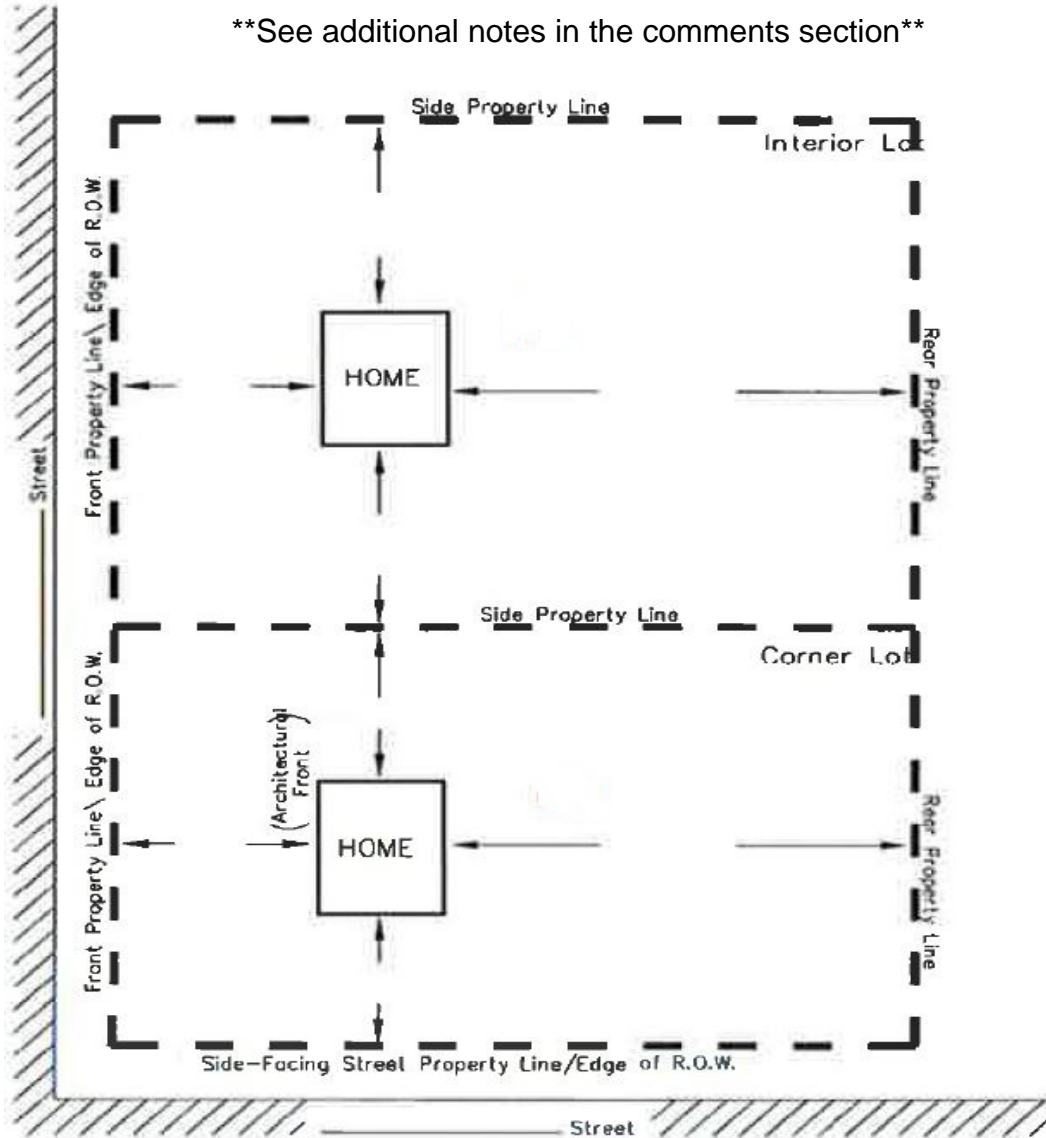 **See additional notes in the comments section**
Side Property Line
Interior Lot
Front Property Line\ Edge of R.O.W.
HOME
Rear Property Line
Street
Side Property Line
Corner Lot
Front Property Line\ Edge of R.O.W.
(Architectural
Front)
HOME
Rear Property Line
Side-Facing Street Property Line/Edge of R.O.W.
Street